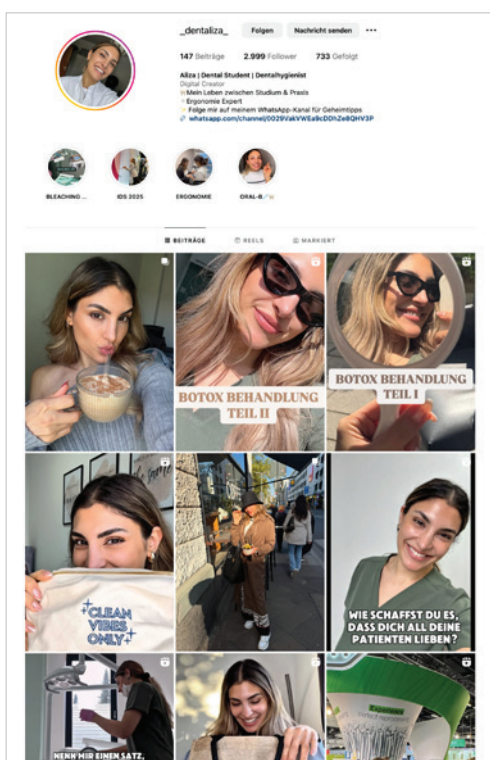 _dentaliza_ Folgen Nachricht senden
147 Beiträge 2.999 Follower 733 Gefolgt
Aliza | Dental Student | Dentalhygienist
Digital Creator
Mein Leben zwischen Studium & Praxis
Ergonomie Expert
Folge mir auf meinem WhatsApp-Kanal für Geheimtipps
whatsapp.com/channel/0029VakVWEa9cDDhZe8QHV3P
BLEACHING ... IDS 2025 ERGONOMIE ORAL-B
BEITRÄGE REELS MARKIERT
BOTOX BEHANDLUNG
TEIL II
BOTOX BEHANDLUNG
TEIL I
CLEAN
VIBES
ONLY
WIE SCHAFFST DU ES,
DASS DICH ALL DEINE
PATIENTEN LIEBEN?
NENN MIR EINEN SATZ,
Experience